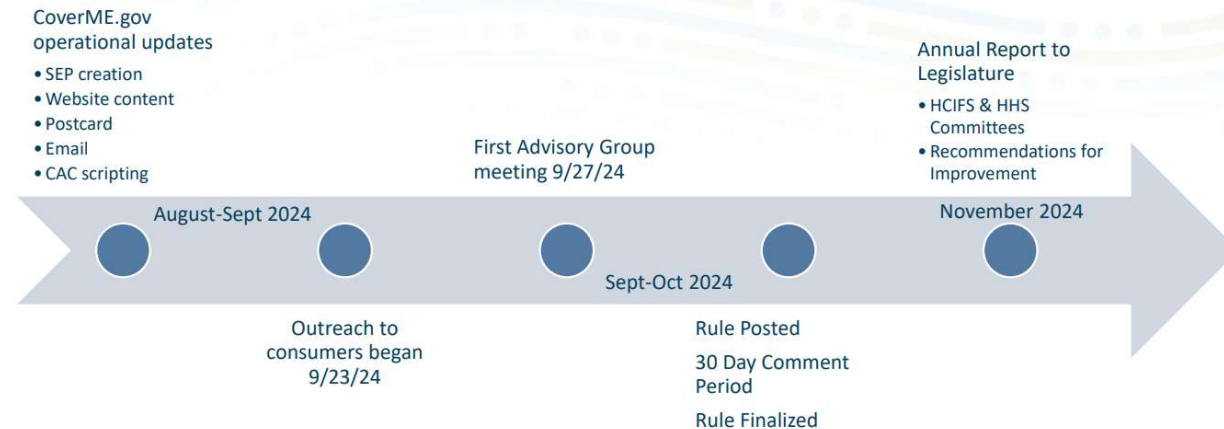 CoverME.gov
operational updates
• SEP creation
• Website content
• Postcard
• Email
• CAC scripting
August-Sept 2024
Outreach to
consumers began
9/23/24
First Advisory Group
meeting 9/27/24
Sept-Oct 2024
Rule Posted
30 Day Comment
Period
Rule Finalized
Annual Report to
Legislature
• HCIFS & HHS
Committees
• Recommendations for
Improvement
November 2024